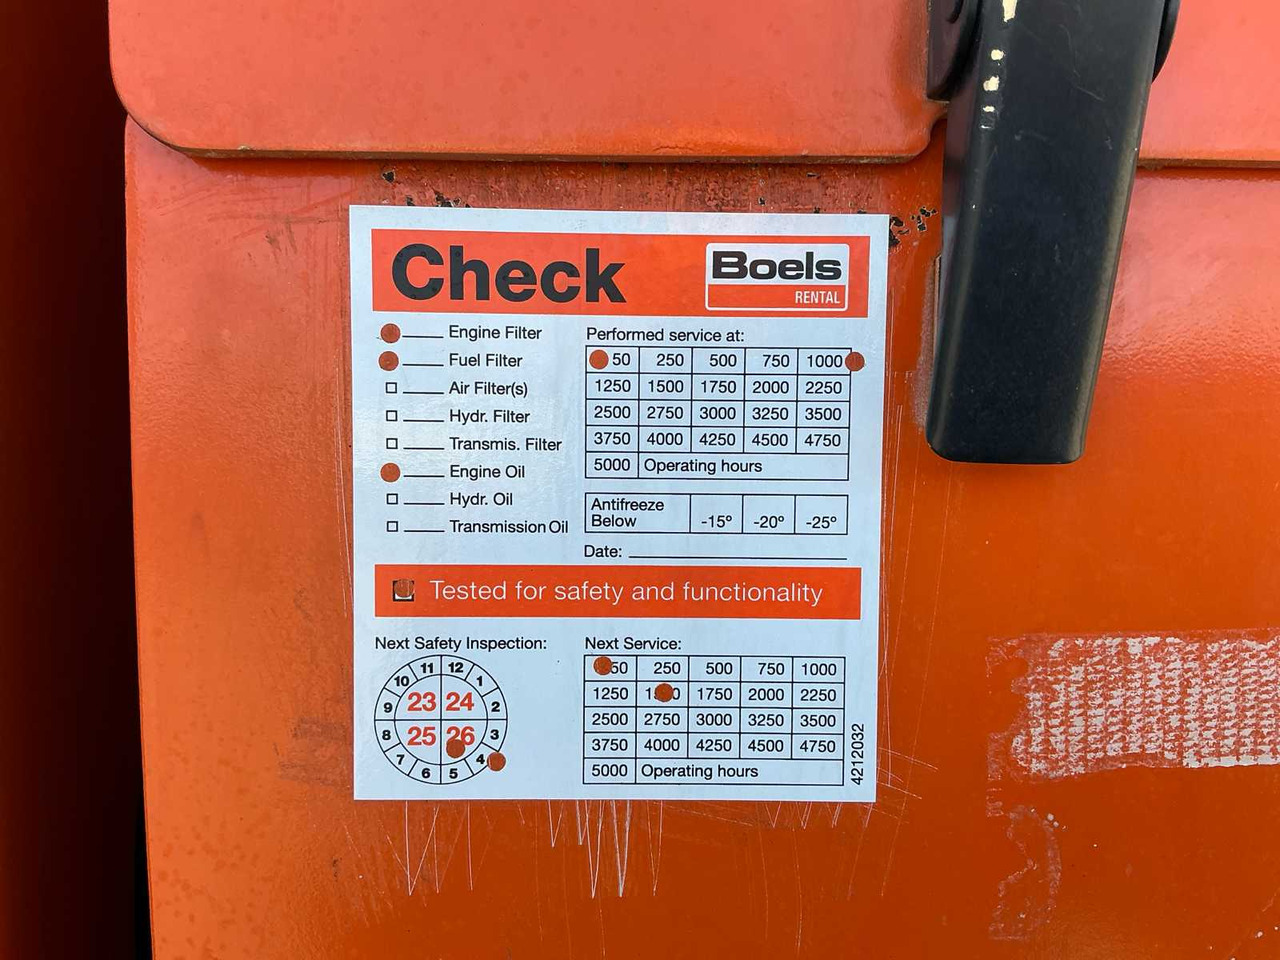 Check
Boels
RENTAL
Engine Filter
Fuel Filter
Air Filter(s)
Hydr. Filter
Transmis. Filter
Engine Oil
Hydr. Oil
Transmission Oil
Performed service at:
50 250 500 750 1000
1250 1500 1750 2000 2250
2500 2750 3000 3250 3500
3750 4000 4250 4500 4750
5000 Operating hours
Antifreeze
Below -15° -20° -25°
Date:
Tested for safety and functionality
Next Safety Inspection:
11 12
10 1
9 23 24 2
8 25 26 3
7 4
6 5
Next Service:
50 250 500 750 1000
1250 1750 2000 2250
2500 2750 3000 3250 3500
3750 4000 4250 4500 4750
5000 Operating hours
4212032